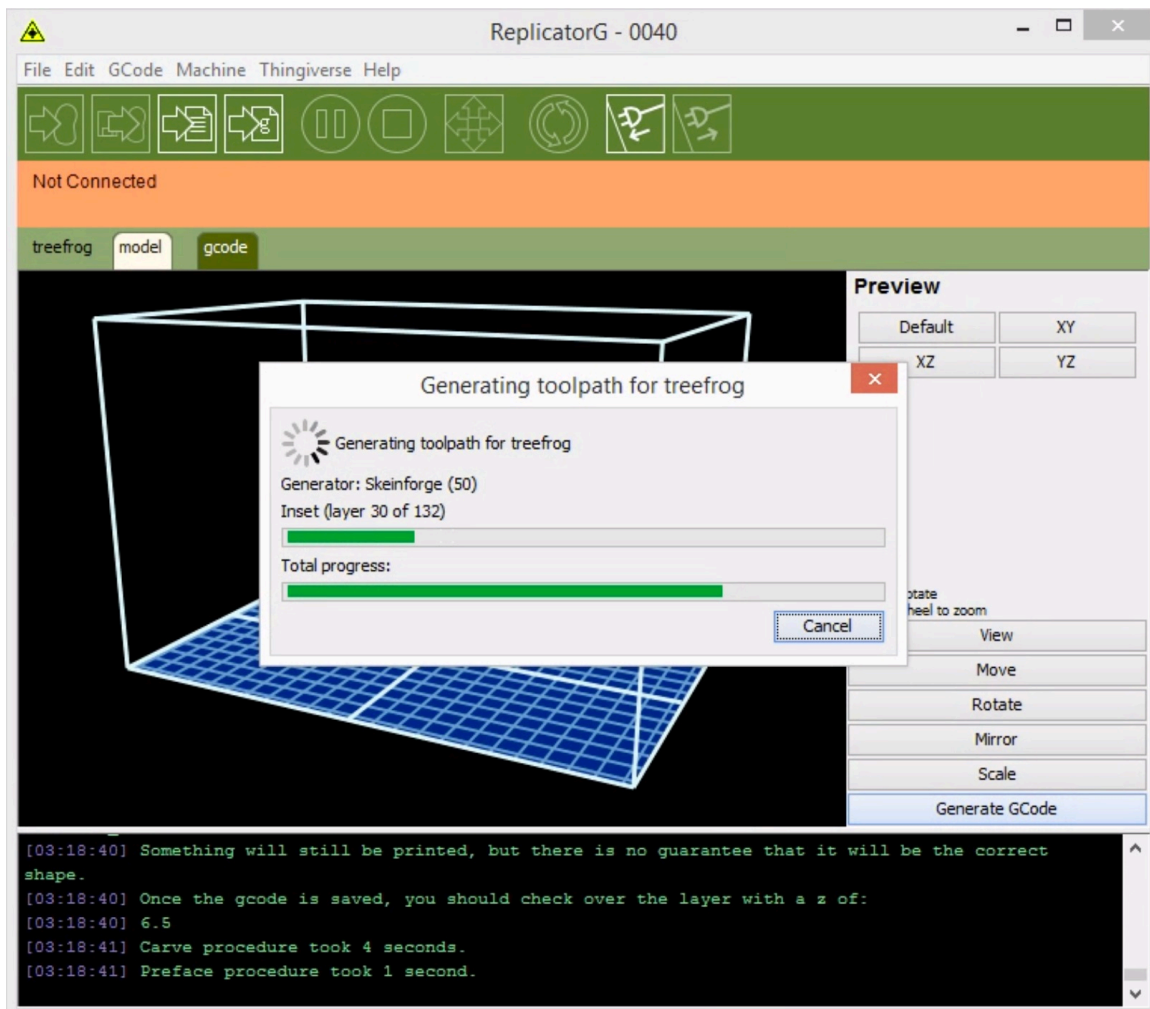 ReplicatorG - 0040
File Edit GCode Machine Thingiverse Help
Not Connected
treefrog model gcode
Preview
Default XY
XZ YZ
Generating toolpath for treefrog
Generating toolpath for treefrog
Generator: Skeinforge (50)
Inset (layer 30 of 132)
Total progress:
Cancel
to zoom
View
Move
Rotate
Mirror
Scale
Generate GCode
[03:18:40] Something will still be printed, but there is no guarantee that it will be the correct
shape.
[03:18:40] Once the gcode is saved, you should check over the layer with a z of:
[03:18:40] 6.5
[03:18:41] Carve procedure took 4 seconds.
[03:18:41] Preface procedure took 1 second.